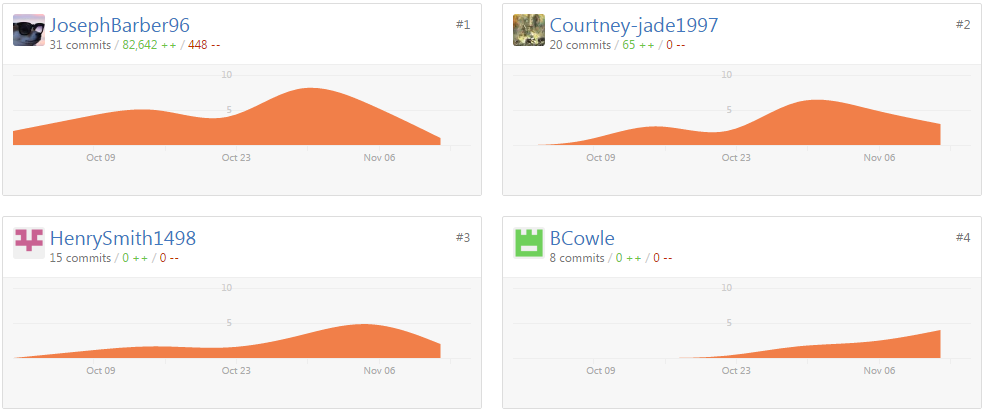 JosephBarber96 #1
31 commits / 82,642 ++ / 448 --
10
5
Oct 09 Oct 23 Nov 06
Courtney-jade1997 #2
20 commits / 65 ++ / 0 --
10
5
Oct 09 Oct 23 Nov 06
HenrySmith1498 #3
15 commits / 0 ++ / 0 --
10
5
Oct 09 Oct 23 Nov 06
BCowle #4
8 commits / 0 ++ / 0 --
10
5
Oct 09 Oct 23 Nov 06